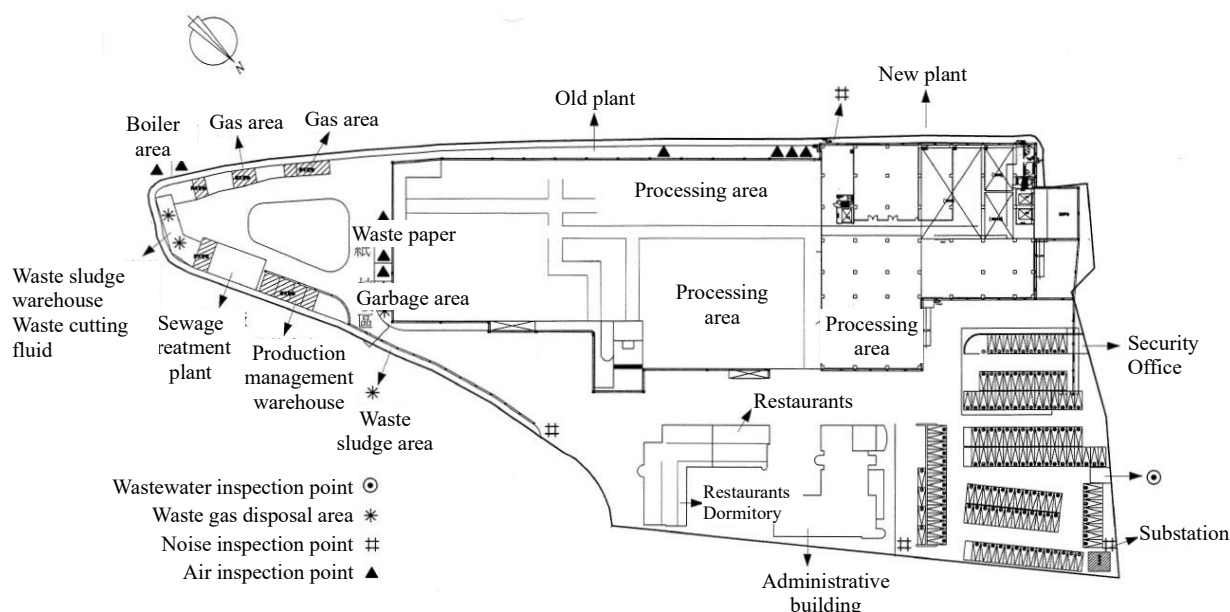 N
New plant
Old plant
Gas area
Gas area
Boiler
area
Processing area
Waste paper
紙
Processing
area
Garbage area
區
Processing
area
Waste sludge
warehouse
Waste cutting
fluid
Sewage
reatment
plant
Production
management
warehouse
Waste
sludge area
Security
Office
Restaurants
Restaurants
Dormitory
Administrative
building
Substation
Wastewater inspection point
Waste gas disposal area
Noise inspection point
Air inspection point